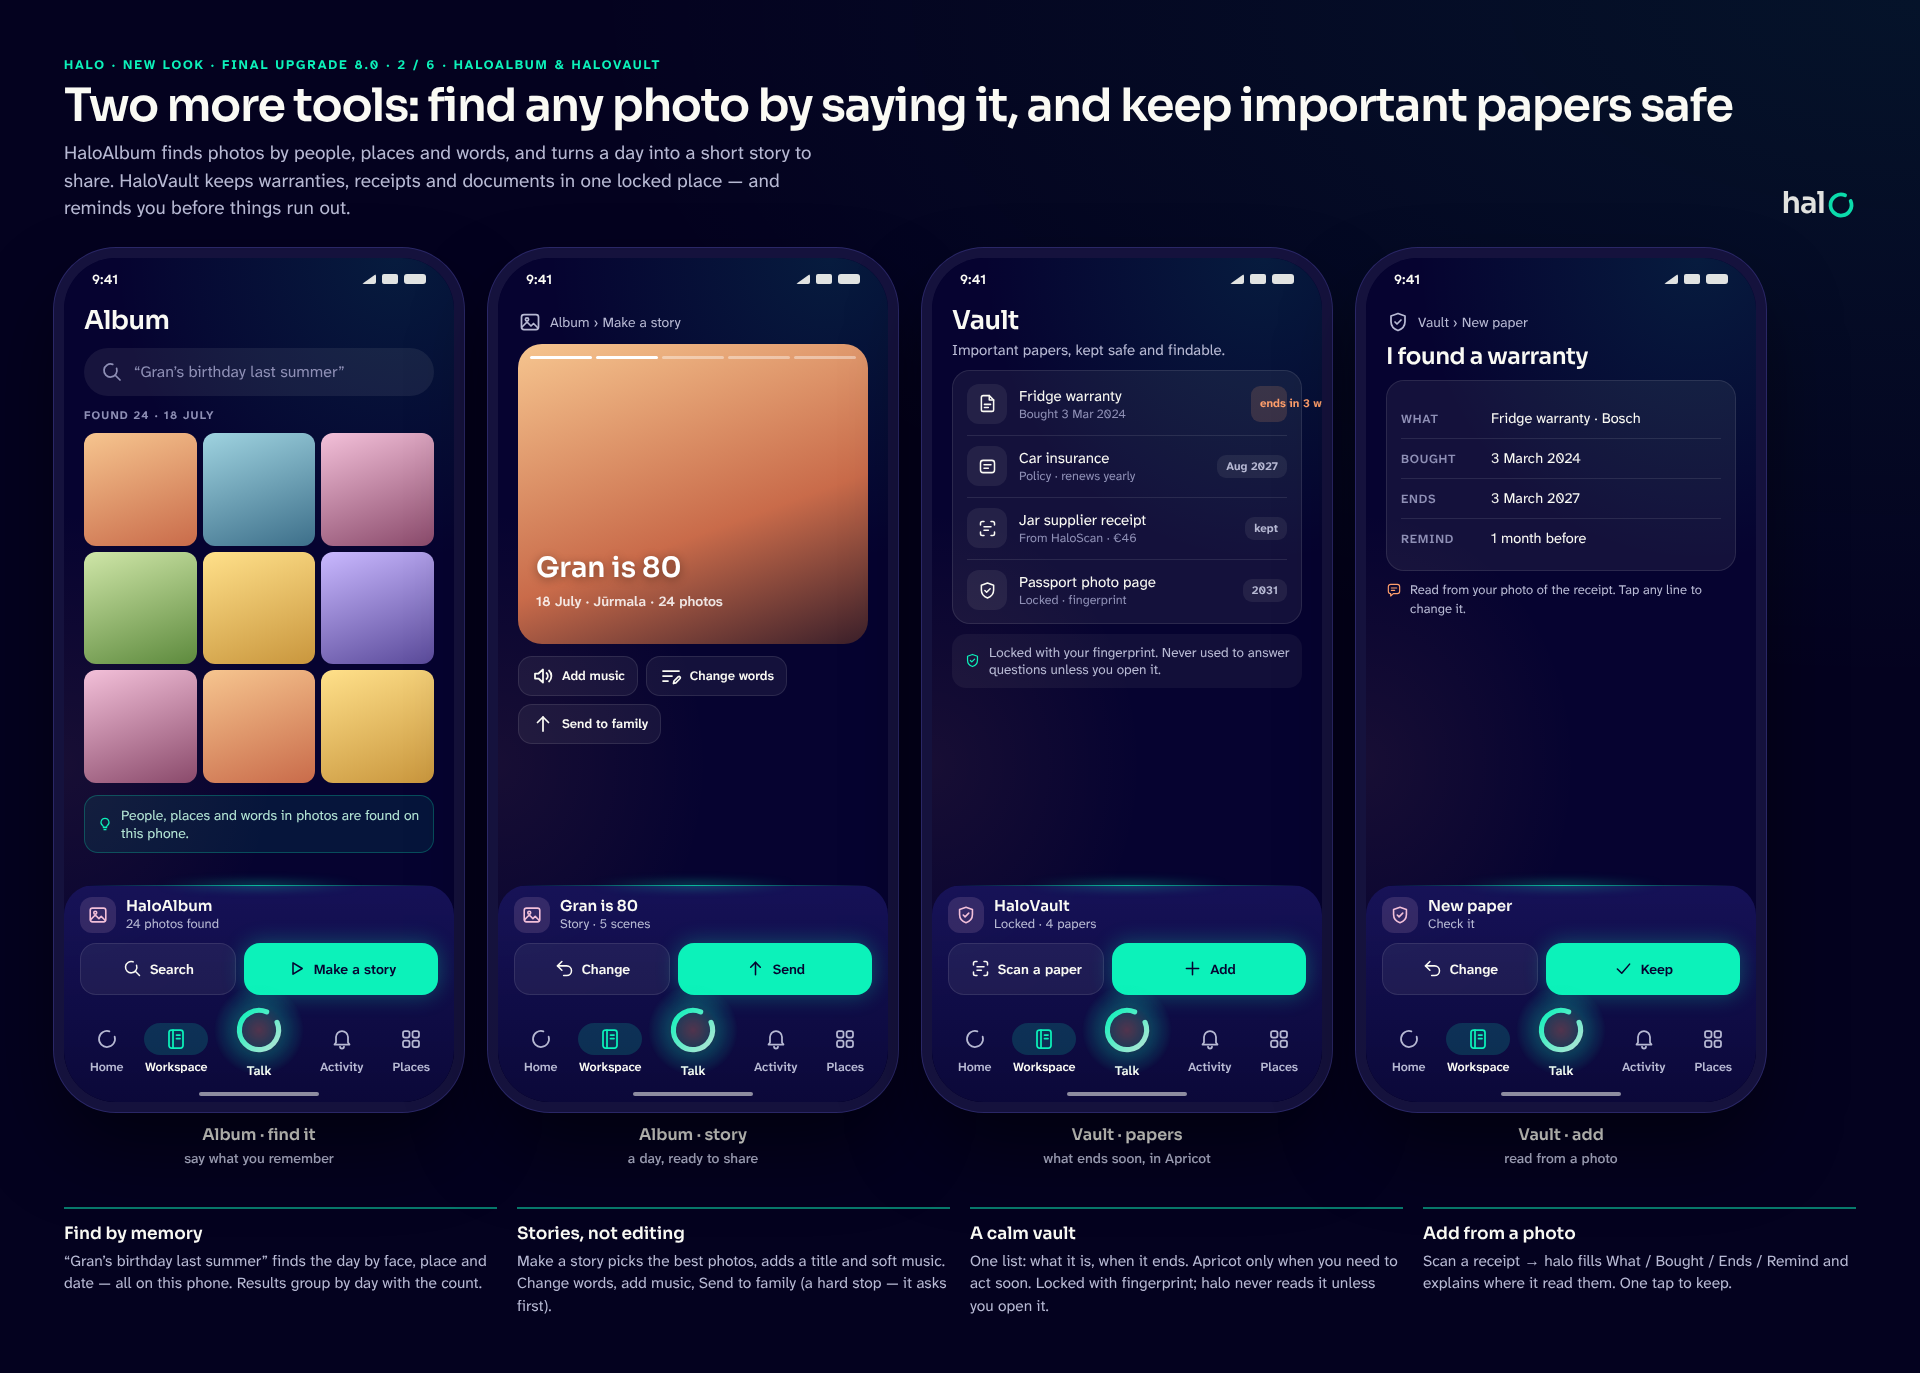 HALO · NEW LOOK · FINAL UPGRADE 8.0 · 2 / 6 · HALOALBUM & HALOVAULT
Two more tools: find any photo by saying it, and keep important papers safe
HaloAlbum finds photos by people, places and words, and turns a day into a short story to
share. HaloVault keeps warranties, receipts and documents in one locked place — and
reminds you before things run out.
halo
9:41
Album
“Gran’s birthday last summer”
FOUND 24 · 18 JULY
People, places and words in photos are found on
this phone.
HaloAlbum
24 photos found
Search
Make a story
Home
Workspace
Talk
Activity
Places
Album · find it
say what you remember
9:41
Album › Make a story
Gran is 80
18 July · Jūrmala · 24 photos
Add music
Change words
Send to family
Gran is 80
Story · 5 scenes
Change
Send
Home
Workspace
Talk
Activity
Places
Album · story
a day, ready to share
9:41
Vault
Important papers, kept safe and findable.
Fridge warranty
Bought 3 Mar 2024
ends in 3 w
Car insurance
Policy · renews yearly
Aug 2027
Jar supplier receipt
From HaloScan · €46
kept
Passport photo page
Locked · fingerprint
2031
Locked with your fingerprint. Never used to answer
questions unless you open it.
HaloVault
Locked · 4 papers
Scan a paper
Add
Home
Workspace
Talk
Activity
Places
Vault · papers
what ends soon, in Apricot
9:41
Vault › New paper
I found a warranty
WHAT
Fridge warranty · Bosch
BOUGHT
3 March 2024
ENDS
3 March 2027
REMIND
1 month before
Read from your photo of the receipt. Tap any line to
change it.
New paper
Check it
Change
Keep
Home
Workspace
Talk
Activity
Places
Vault · add
read from a photo
Find by memory
“Gran’s birthday last summer” finds the day by face, place and
date — all on this phone. Results group by day with the count.
Stories, not editing
Make a story picks the best photos, adds a title and soft music.
Change words, add music, Send to family (a hard stop — it asks
first).
A calm vault
One list: what it is, when it ends. Apricot only when you need to
act soon. Locked with fingerprint; halo never reads it unless
you open it.
Add from a photo
Scan a receipt → halo fills What / Bought / Ends / Remind and
explains where it read them. One tap to keep.